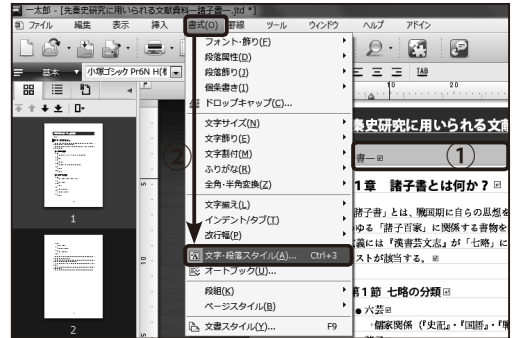 一太郎 - [先秦史研究に用いられる文献資料―諸子書―.jtd *]
ファイル 編集 表示 挿入 書式(O) 罫線 ツール ウィンドウ ヘルプ アドイン
基本 小塚ゴシック Pr6N H(本
フォント・飾り(F)
段落属性(D)
段落飾り(J)
個条書き(I)
ドロップキャップ(C)...
文字サイズ(N)
文字飾り(E)
文字割付(M)
ふりがな(R)
全角・半角変換(Z)
文字揃え(L)
インデント/タブ(T)
改行幅(P)
文字・段落スタイル(A)... Ctrl+3
オートブック(U)...
段組(K)
ページスタイル(B)
文書スタイル(Y)... F9
②
1
2
5
10
TAB
10 20
秦史研究に用いられる文献
書―
①
1章 諸子書とは何か？
諸子書」とは、戦国期に自らの思想を
ゆる「諸子百家」に関係する書物を
義には『漢書芸文志』が「七略」に
ストが該当する。
第1節 七略の分類
● 六芸
儒家関係（『史記』・『国語』・『戦